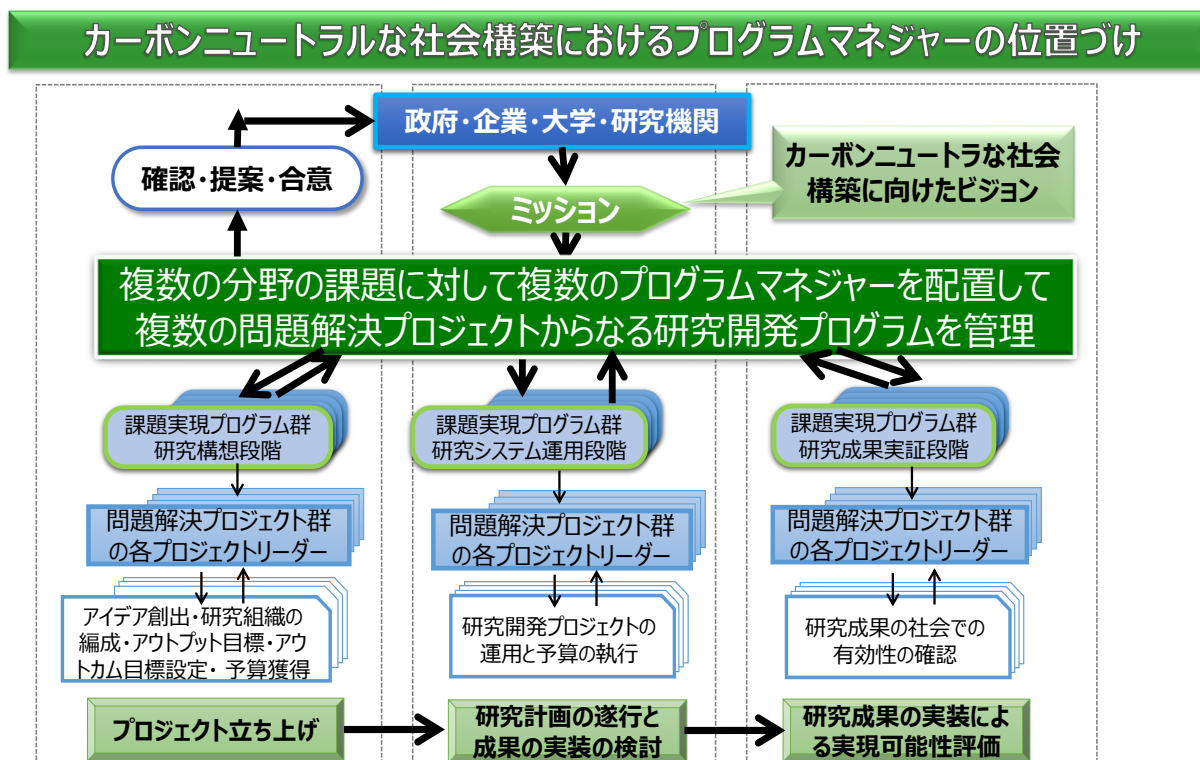 カーボンニュートラルな社会構築におけるプログラムマネジャーの位置づけ
政府・企業・大学・研究機関
確認・提案・合意
ミッション
カーボンニュートラな社会
構築に向けたビジョン
複数の分野の課題に対して複数のプログラムマネジャーを配置して
複数の問題解決プロジェクトからなる研究開発プログラムを管理
課題実現プログラム群
研究構想段階
課題実現プログラム群
研究システム運用段階
課題実現プログラム群
研究成果実証段階
問題解決プロジェクト群
の各プロジェクトリーダー
問題解決プロジェクト群
の各プロジェクトリーダー
問題解決プロジェクト群
の各プロジェクトリーダー
アイデア創出・研究組織の
編成・アウトプット目標・アウ
トカム目標設定・ 予算獲得
研究開発プロジェクトの
運用と予算の執行
研究成果の社会での
有効性の確認
プロジェクト立ち上げ
研究計画の遂行と
成果の実装の検討
研究成果の実装によ
る実現可能性評価